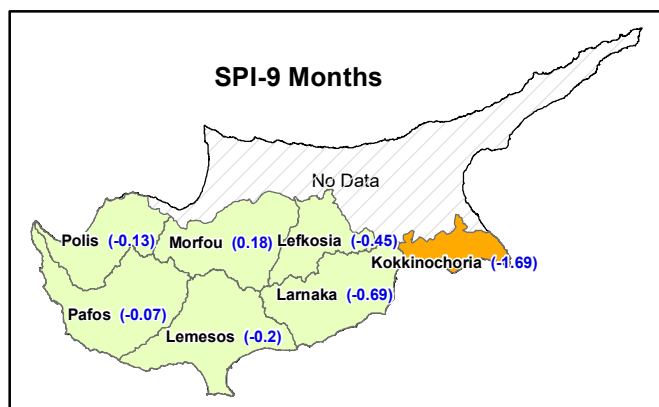 SPI-9 Months
No Data
Polis (-0.13)
Morfou (0.18)
Lefkosia (-0.45)
Kokkinochoria (-1.69)
Pafos (-0.07)
Larnaka (-0.69)
Lemesos (-0.2)